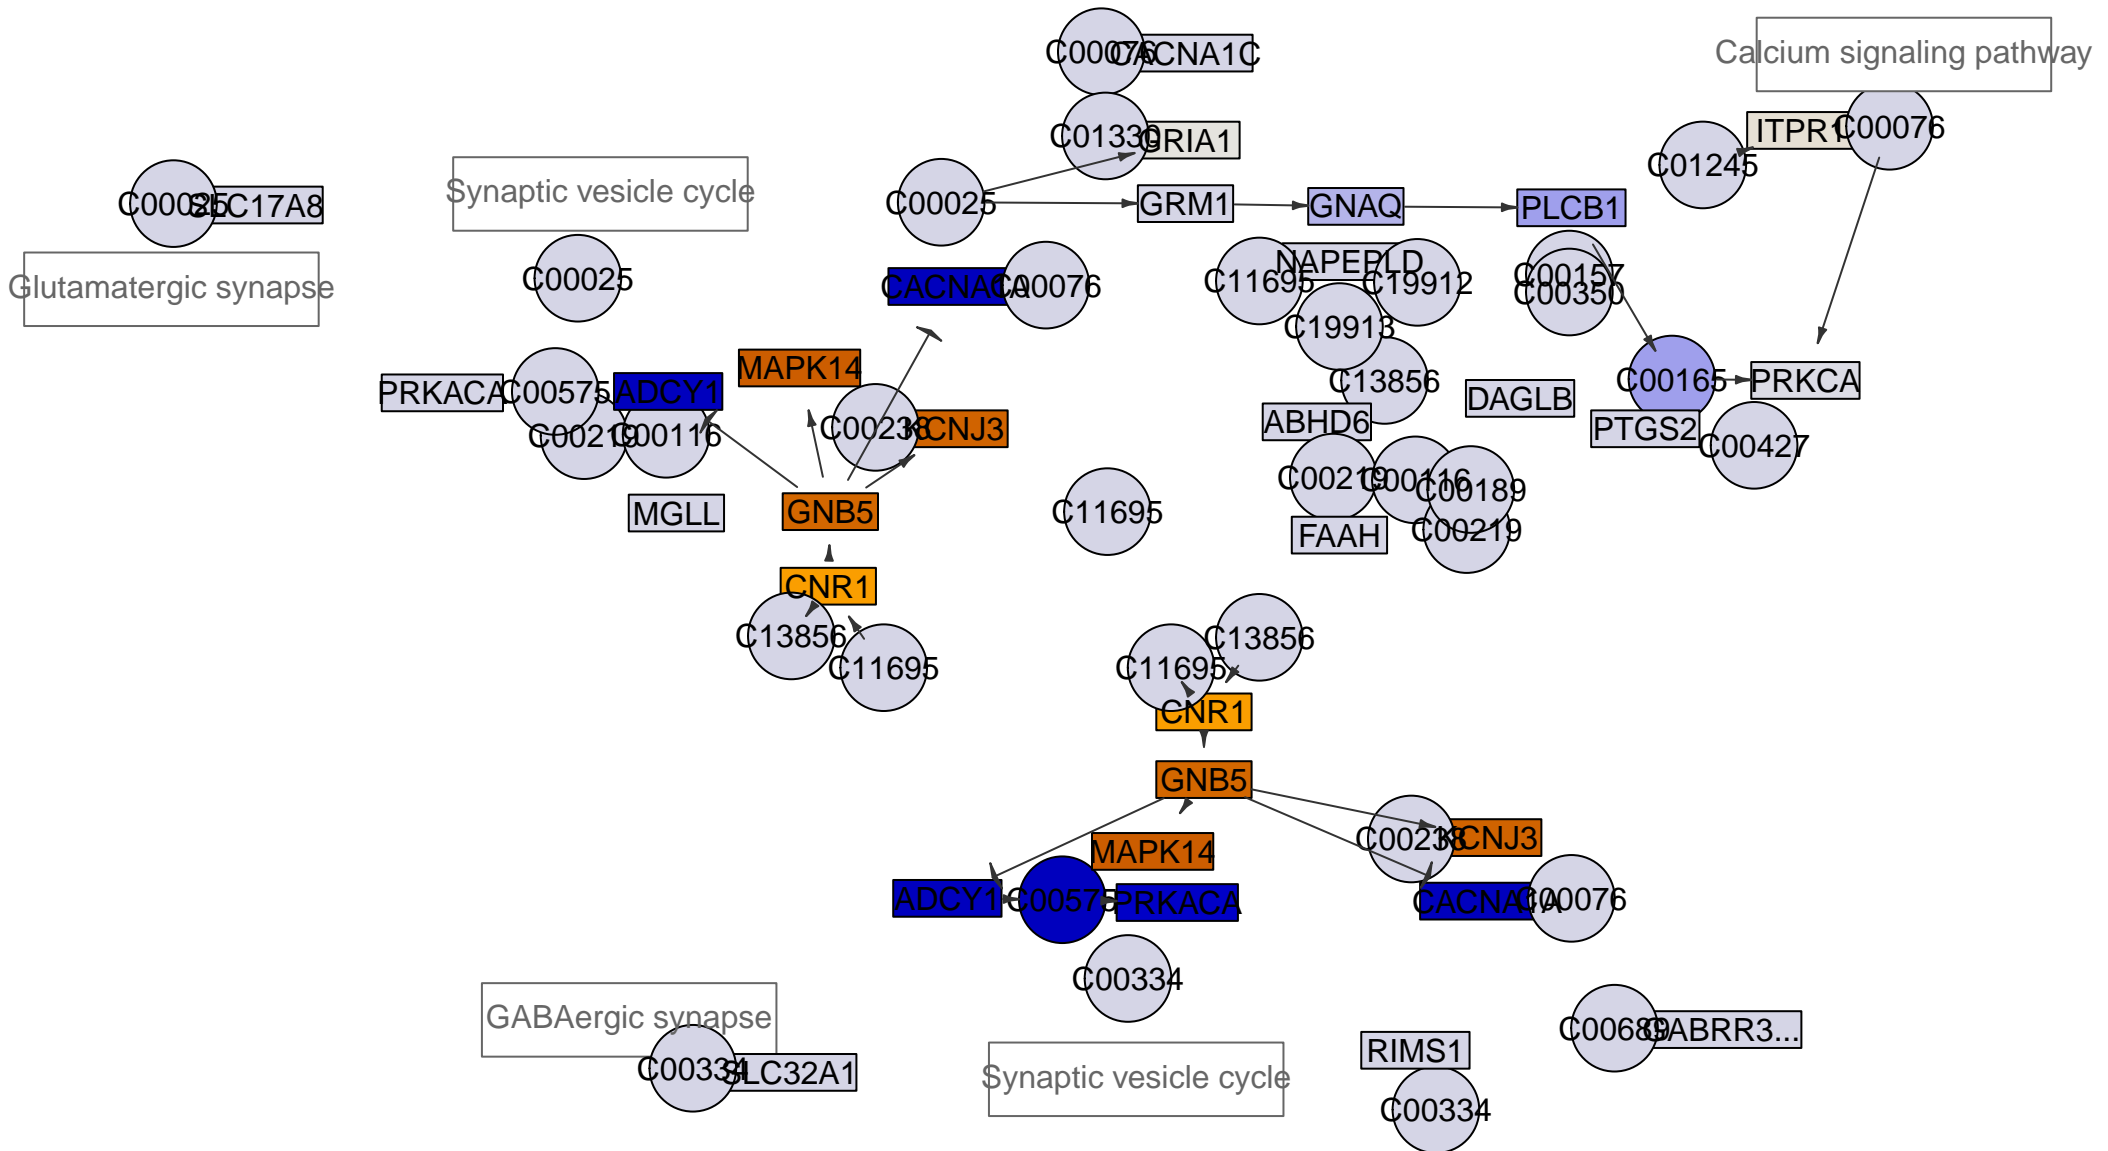 C00076
CACNA1C
Calcium signaling pathway
C01330
GRIA1
ITPR1
C00076
C01245
C00025
SLC17A8
Synaptic vesicle cycle
C00025
GRM1
GNAQ
PLCB1
Glutamatergic synapse
C00025
CACNA1A
C00076
C11695
NAPEPLD
C19912
C00157
C00350
C19913
MAPK14
C13856
PRKACA
C00575
ADCY1
C00165
PRKCA
DAGLB
C00219
C00116
C00238
KCNJ3
ABHD6
PTGS2
C00427
C00219
C00116
C00189
MGLL
GNB5
C11695
FAAH
C00219
CNR1
C13856
C11695
C11695
C13856
CNR1
GNB5
C00238
KCNJ3
MAPK14
ADCY1
C00575
PRKACA
CACNA1A
C00076
C00334
GABAergic synapse
C00689
GABRR3...
C00334
SLC32A1
Synaptic vesicle cycle
RIMS1
C00334